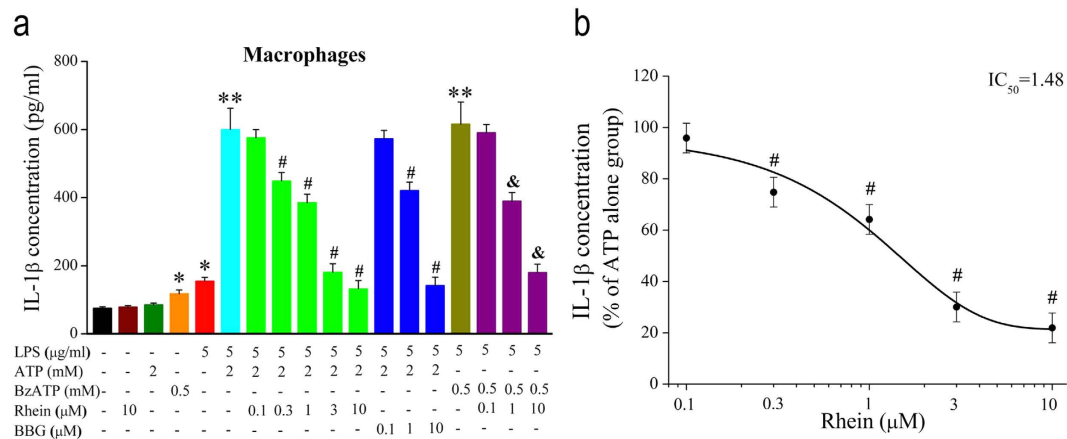 a
Macrophages
IL-1β concentration (pg/ml)
800
600
400
200
0
* * ** # # # # # # ** & &
LPS (μg/ml) - - - - 5 5 5 5 5 5 5 5 5 5 5 5 5 5
ATP (mM) - - 2 - - 2 2 2 2 2 2 2 2 2 - - - -
BzATP (mM) - - - 0.5 - - - - - - - - - - 0.5 0.5 0.5 0.5
Rhein (μM) - 10 - - - - 0.1 0.3 1 3 10 - - - - 0.1 1 10
BBG (μM) - - - - - - - - - - - 0.1 1 10 - - - -
b
IC50=1.48
IL-1β concentration
(% of ATP alone group)
120
100
80
60
40
20
0
# # # #
0.1 0.3 1 3 10
Rhein (μM)